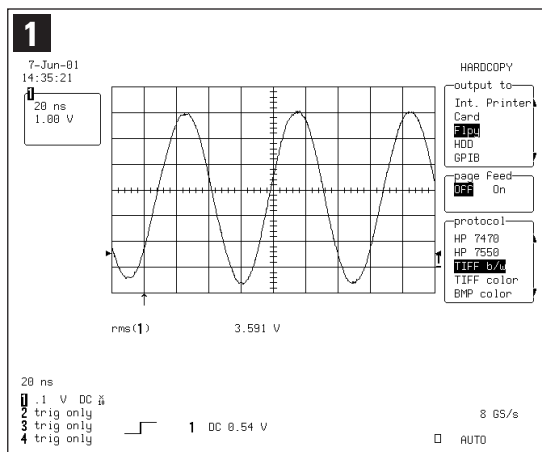 1
7-Jun-01
14:35:21
1
20 ns
1.00 V
rms(1) 3.591 V
20 ns
1 .1 V DC X10
2 trig only
3 trig only
4 trig only
1 DC 0.54 V
HARDCOPY
output to
Int. Printer
Card
Flpy
HDD
GPIB
page feed
Off On
protocol
HP 7470
HP 7550
TIFF b/w
TIFF color
BMP color
8 GS/s
AUTO